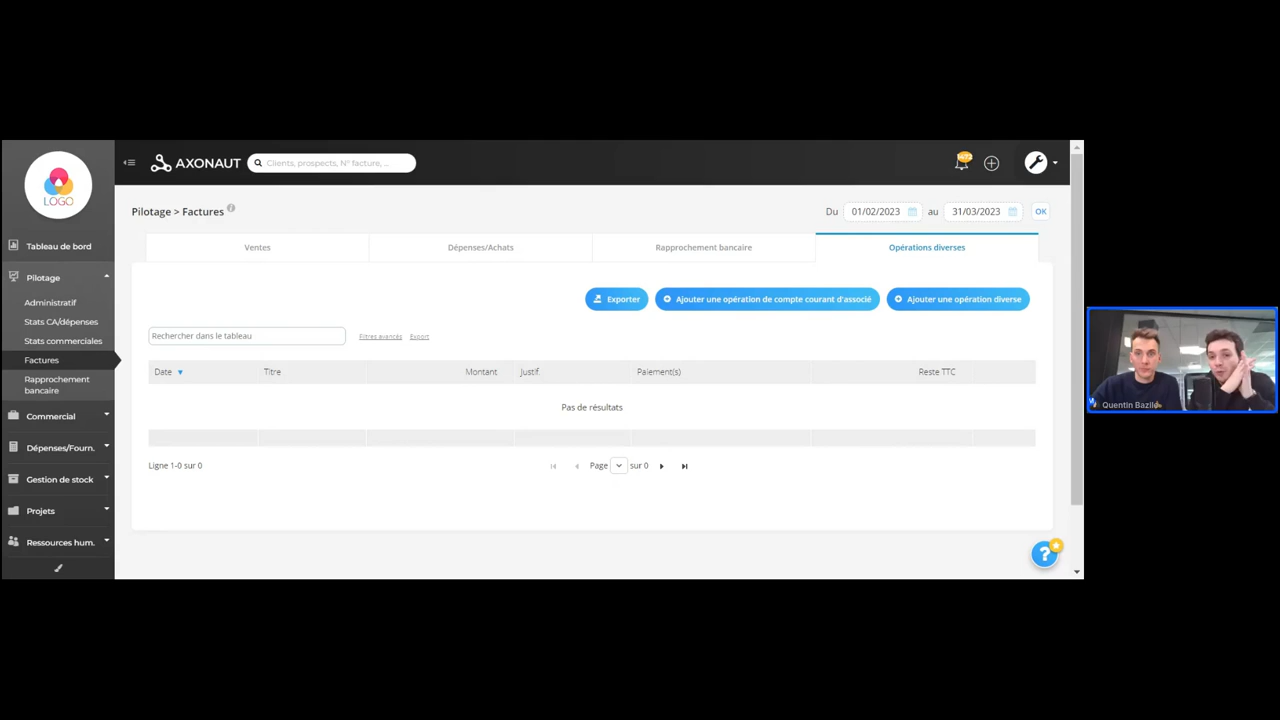 AXONAUT
Clients, prospects, N° facture, ...
LOGO
Pilotage > Factures
Du 01/02/2023 au 31/03/2023 OK
Tableau de bord
Pilotage
Administratif
Stats CA/dépenses
Stats commerciales
Factures
Rapprochement
bancaire
Commercial
Dépenses/Fourn.
Gestion de stock
Projets
Ressources hum.
Ventes Dépenses/Achats Rapprochement bancaire Opérations diverses
Exporter Ajouter une opération de compte courant d'associé Ajouter une opération diverse
Rechercher dans le tableau Filtres avancés Export
Date Titre Montant Justif. Paiement(s) Reste TTC
Pas de résultats
Ligne 1-0 sur 0 Page sur 0
?
Quentin Bazile